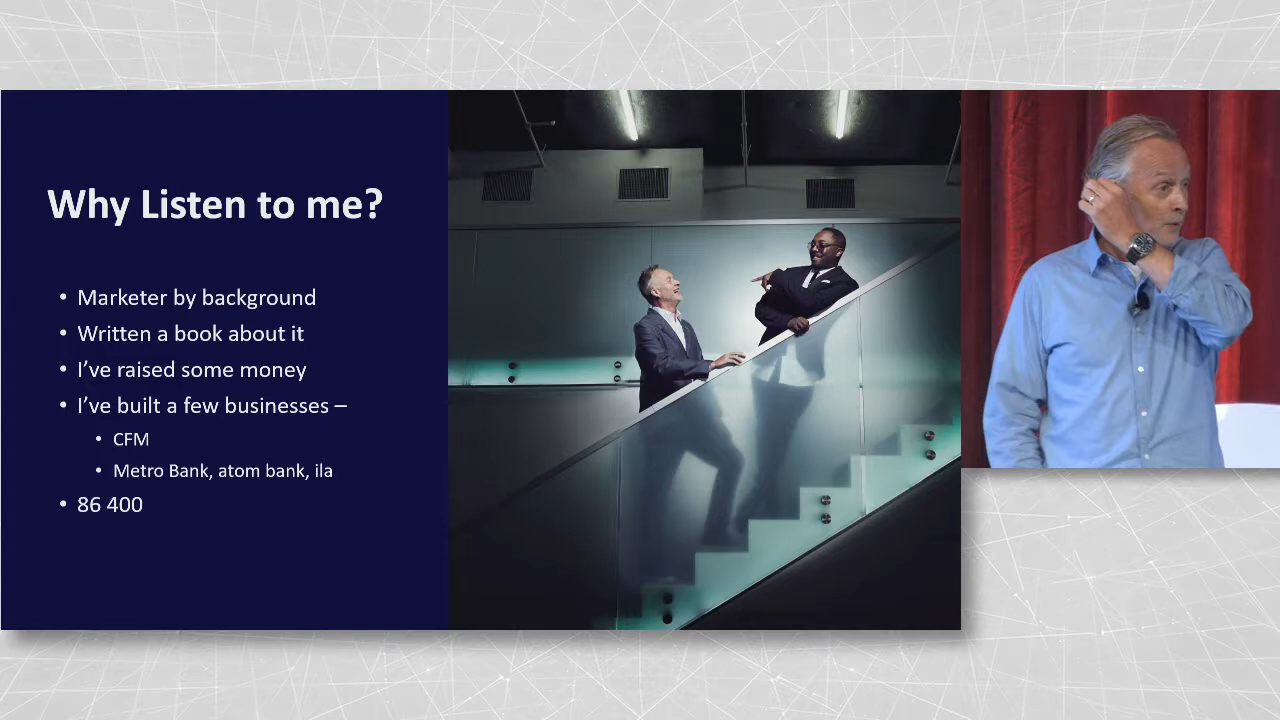 Why Listen to me?
• Marketer by background
• Written a book about it
• I’ve raised some money
• I’ve built a few businesses –
• CFM
• Metro Bank, atom bank, ila
• 86 400